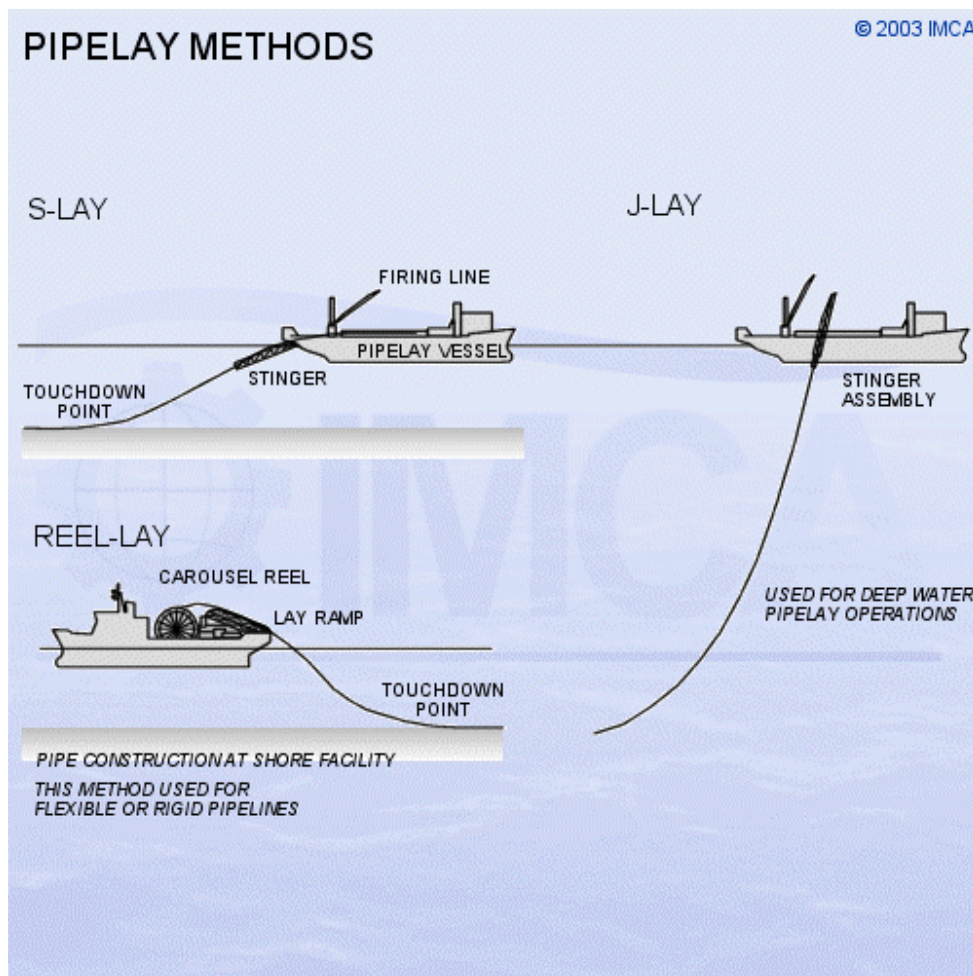 PIPELAY METHODS
© 2003 IMCA
S-LAY
FIRING LINE
PIPELAY VESSEL
STINGER
TOUCHDOWN
POINT
J-LAY
STINGER
ASSEMBLY
USED FOR DEEP WATER
PIPELAY OPERATIONS
REEL-LAY
CAROUSEL REEL
LAY RAMP
TOUCHDOWN
POINT
PIPE CONSTRUCTION AT SHORE FACILITY
THIS METHOD USED FOR
FLEXIBLE OR RIGID PIPELINES
IMCA